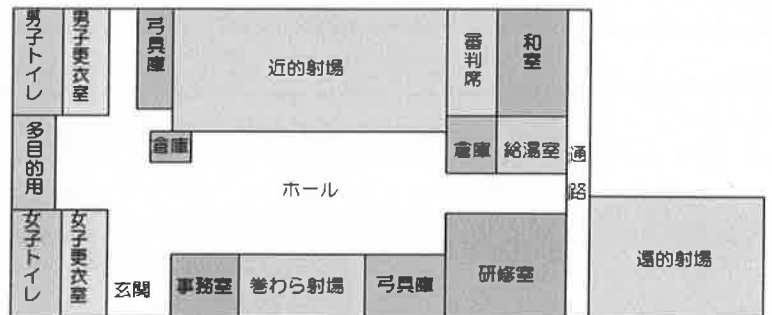 男子トイレ
男子更衣室
弓具庫
近的射場
審判席
和室
多目的用
倉庫
倉庫
給湯室
通路
ホール
女子トイレ
女子更衣室
玄関
事務室
巻わら射場
弓具庫
研修室
遠的射場